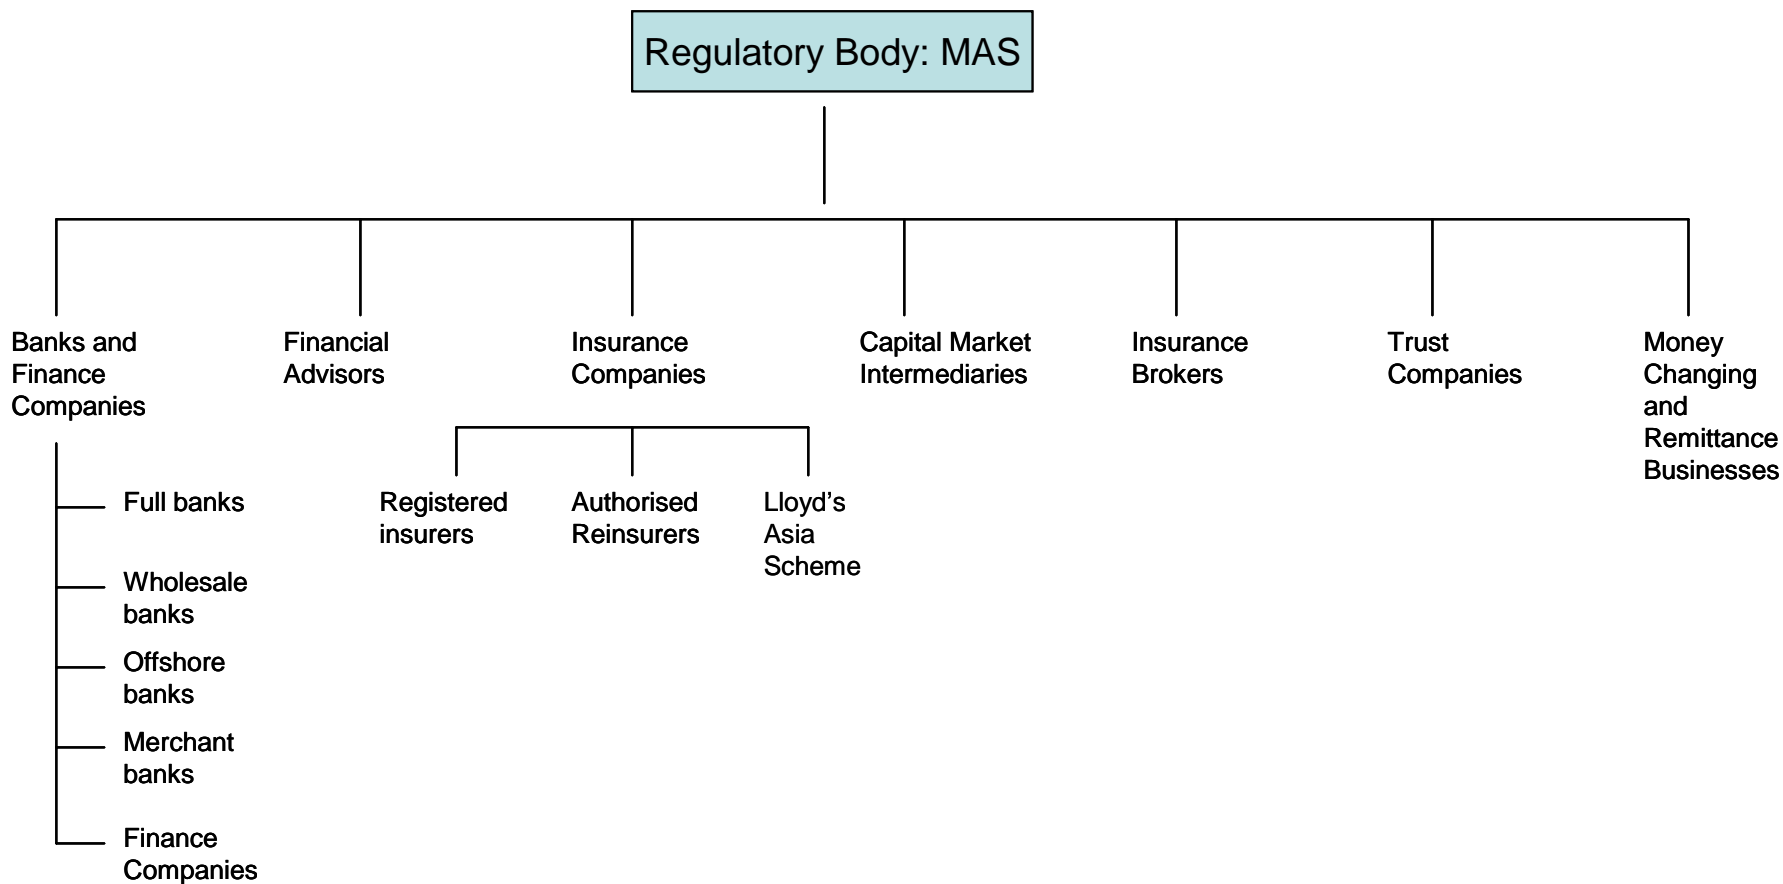 Regulatory Body: MAS
Banks and
Finance
Companies
Financial
Advisors
Insurance
Companies
Capital Market
Intermediaries
Insurance
Brokers
Trust
Companies
Money
Changing
and
Remittance
Businesses
Full banks
Wholesale
banks
Offshore
banks
Merchant
banks
Finance
Companies
Registered
insurers
Authorised
Reinsurers
Lloyd’s
Asia
Scheme